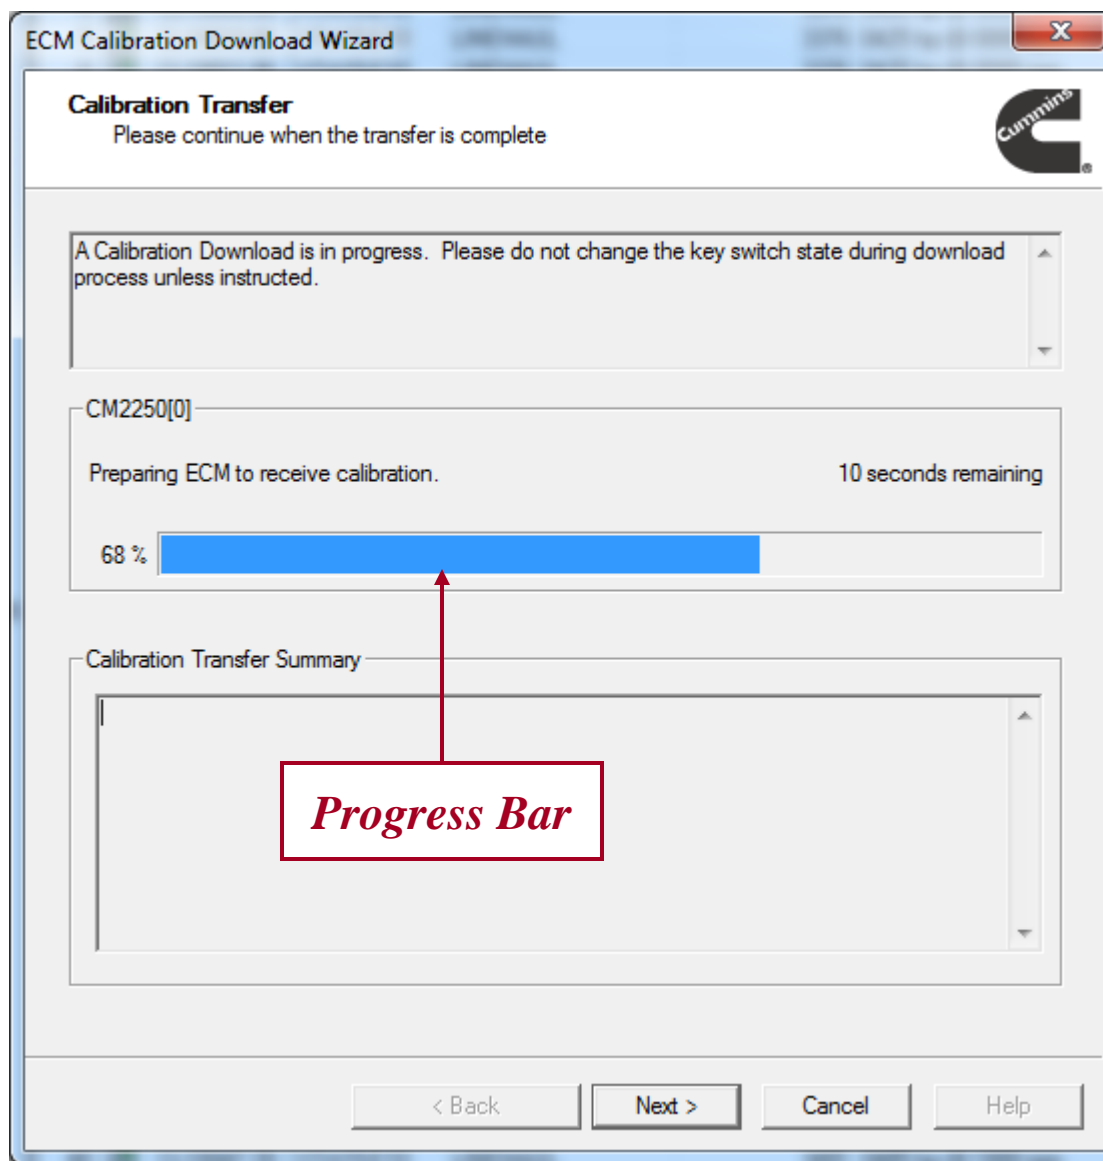 ECM Calibration Download Wizard
Calibration Transfer
Please continue when the transfer is complete
Cummins
®
A Calibration Download is in progress.  Please do not change the key switch state during download
process unless instructed.
CM2250[0]
Preparing ECM to receive calibration.
10 seconds remaining
68 %
Calibration Transfer Summary
Progress Bar
< Back
Next >
Cancel
Help